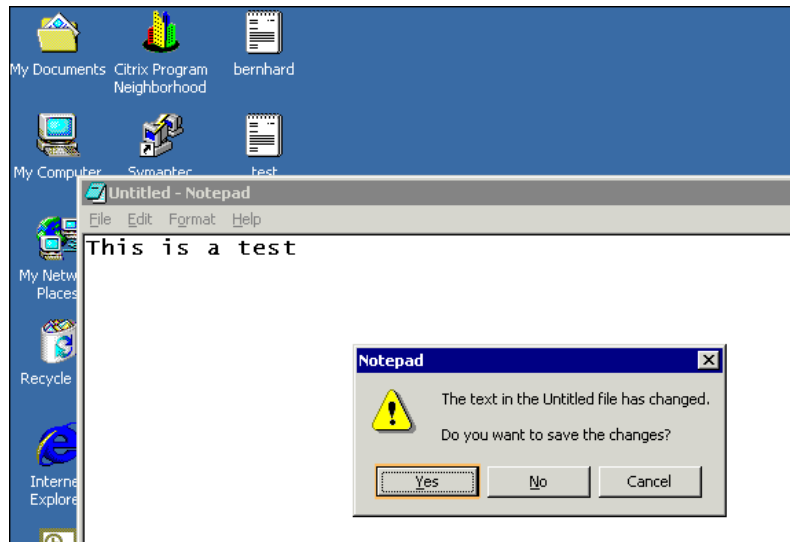 My Documents
Citrix Program
Neighborhood
bernhard
My Computer
Symantec
test
Untitled - Notepad
File Edit Format Help
This is a test
My Netw
Places
Recycle
Interne
Explore
Notepad
The text in the Untitled file has changed.
Do you want to save the changes?
Yes No Cancel